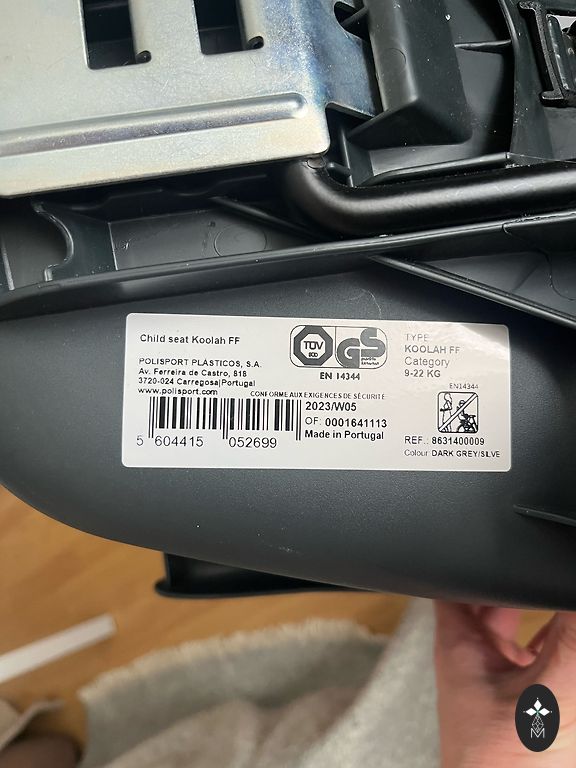 Child seat Koolah FF
POLISPORT PLÁSTICOS, S.A.
Av. Ferreira de Castro, 818
3720-024 Carregosa|Portugal
www.polisport.com
CONFORME AUX EXIGENCES DE SÉCURITÉ
5 604415 052699
2023/W05
OF: 0001641113
Made in Portugal
TÜV
GS
EN 14344
TYPE
KOOLAH FF
Category
9-22 KG
EN14344
REF.: 8631400009
Colour: DARK GREY/SILVE
M